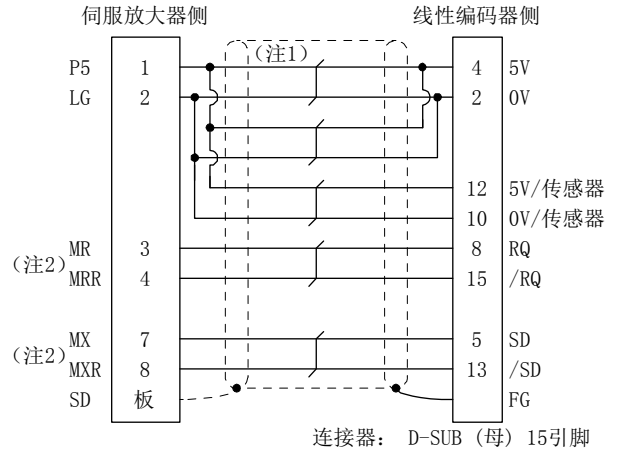 伺服放大器侧 线性编码器侧
(注1)
P5 1 4 5V
LG 2 2 0V
12 5V/传感器
10 0V/传感器
MR 3 8 RQ
(注2)
MRR 4 15 /RQ
MX 7 5 SD
(注2)
MXR 8 13 /SD
SD 板 FG
连接器: D-SUB (母) 15引脚